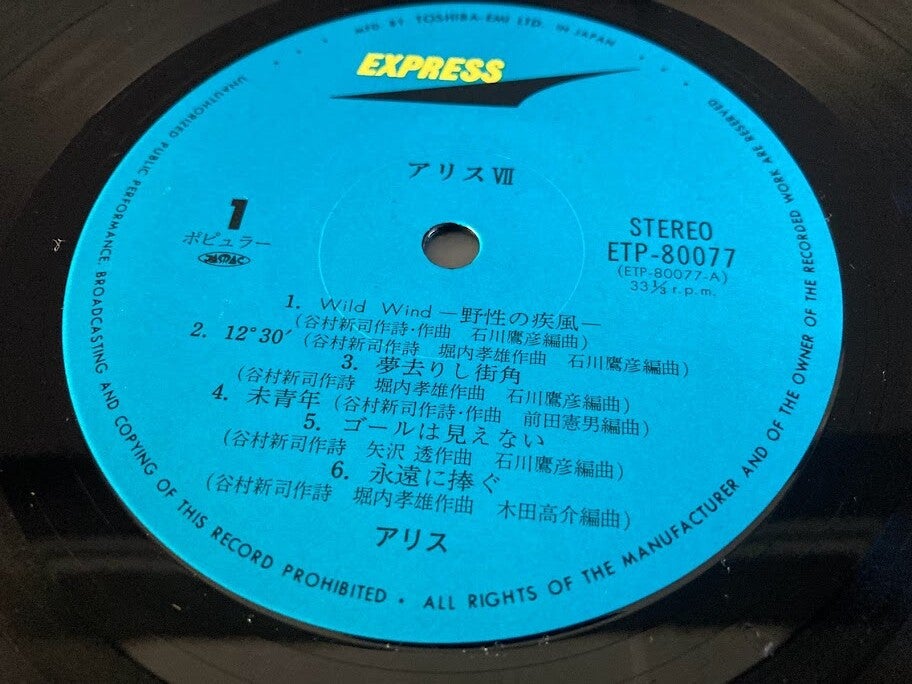 MFD BY TOSHIBA-EMI LTD. IN JAPAN
EXPRESS
アリスⅦ
1
ポピュラー
STEREO
ETP-80077
(ETP-80077-A)
33⅓ r.p.m.
1. Wild Wind —野性の疾風—
(谷村新司作詩・作曲 石川鷹彦編曲)
2. 12°30′ (谷村新司作詩 堀内孝雄作曲 石川鷹彦編曲)
3. 夢去りし街角
(谷村新司作詩 堀内孝雄作曲 石川鷹彦編曲)
4. 未青年 (谷村新司作詩・作曲 前田憲男編曲)
5. ゴールは見えない
(谷村新司作詩 矢沢 透作曲 石川鷹彦編曲)
6. 永遠に捧ぐ
(谷村新司作詩 堀内孝雄作曲 木田高介編曲)
アリス
UNAUTHORIZED PUBLIC PERFORMANCE, BROADCASTING AND COPYING OF THIS RECORD PROHIBITED • ALL RIGHTS OF THE MANUFACTURER AND OF THE OWNER OF THE RECORDED WORK ARE RESERVED